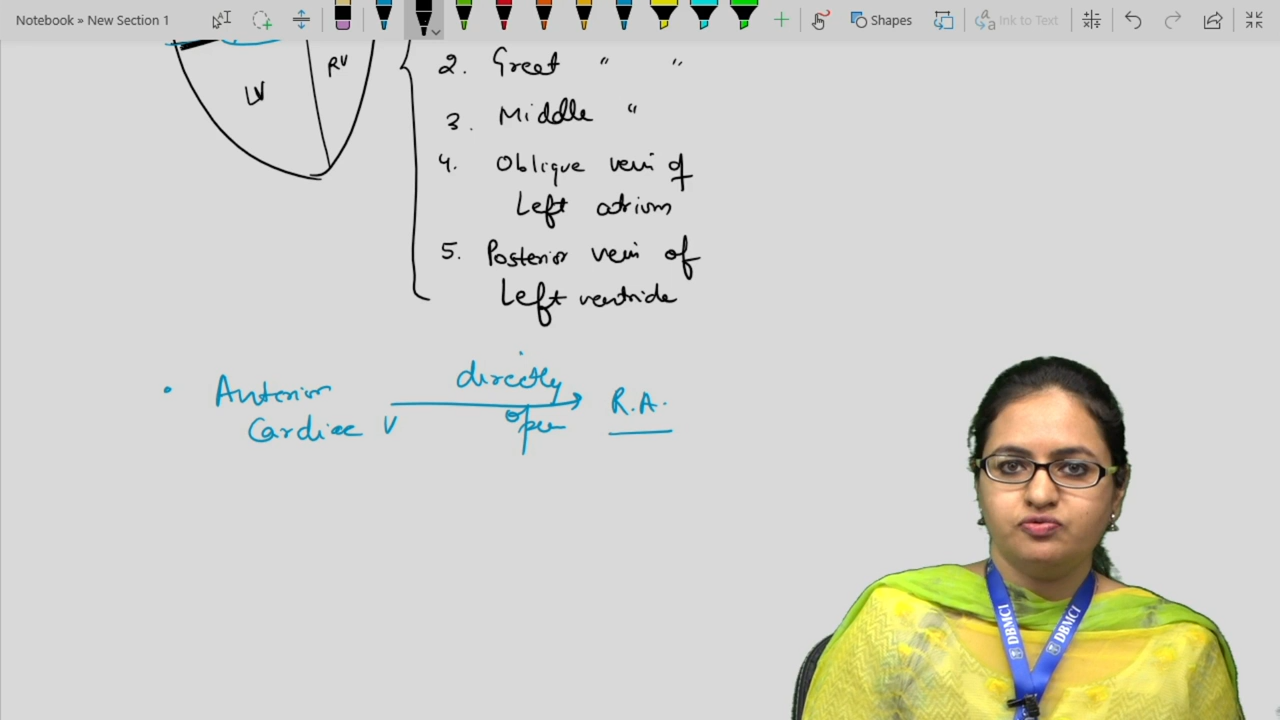 Notebook » New Section 1
Shapes
Ink to Text
LV
RV
2. Great " "
3. Middle "
4. Oblique vein of
Left atrium
5. Posterior vein of
Left ventricle
• Anterior
Cardiac V
directly
open
R.A.
DBMCI
DBMCI